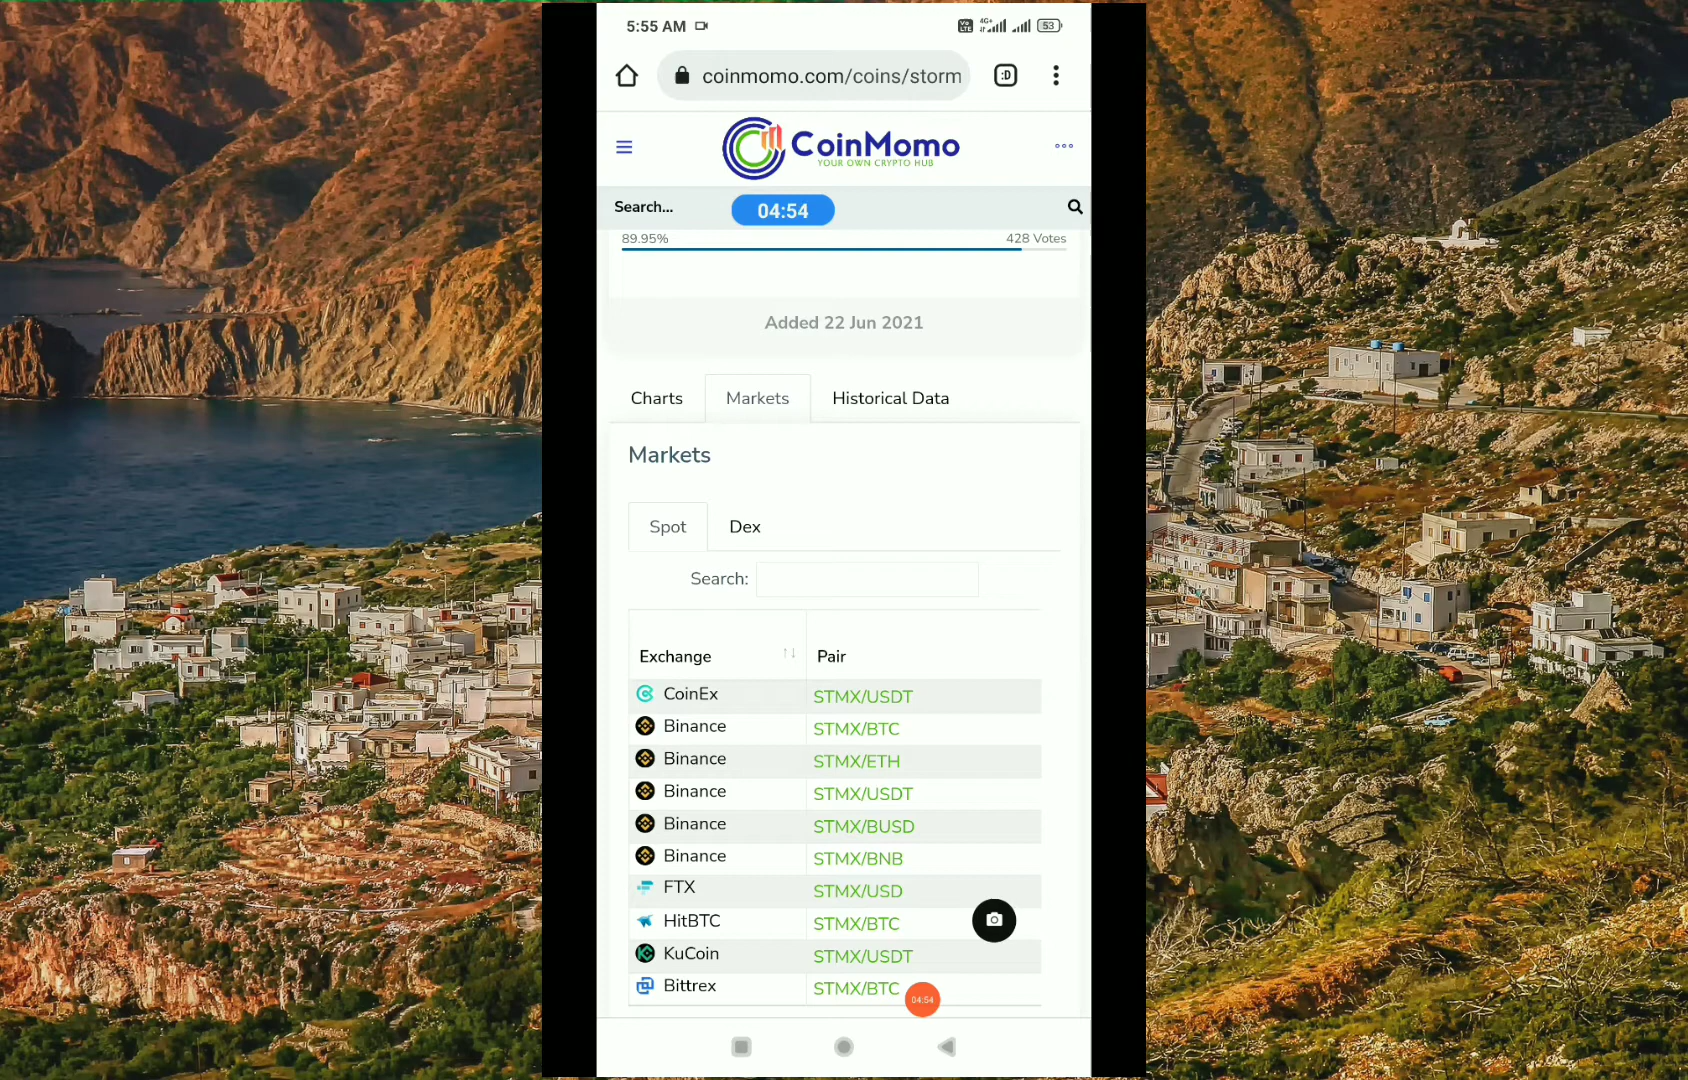 5:55 AM
Vo LTE 4G+ 53
coinmomo.com/coins/storm
:D
CoinMomo
YOUR OWN CRYPTO HUB
Search...
04:54
89.95% 428 Votes
Added 22 Jun 2021
Charts Markets Historical Data
Markets
Spot Dex
Search:
Exchange Pair
CoinEx STMX/USDT
Binance STMX/BTC
Binance STMX/ETH
Binance STMX/USDT
Binance STMX/BUSD
Binance STMX/BNB
FTX STMX/USD
HitBTC STMX/BTC
KuCoin STMX/USDT
Bittrex STMX/BTC
04:54